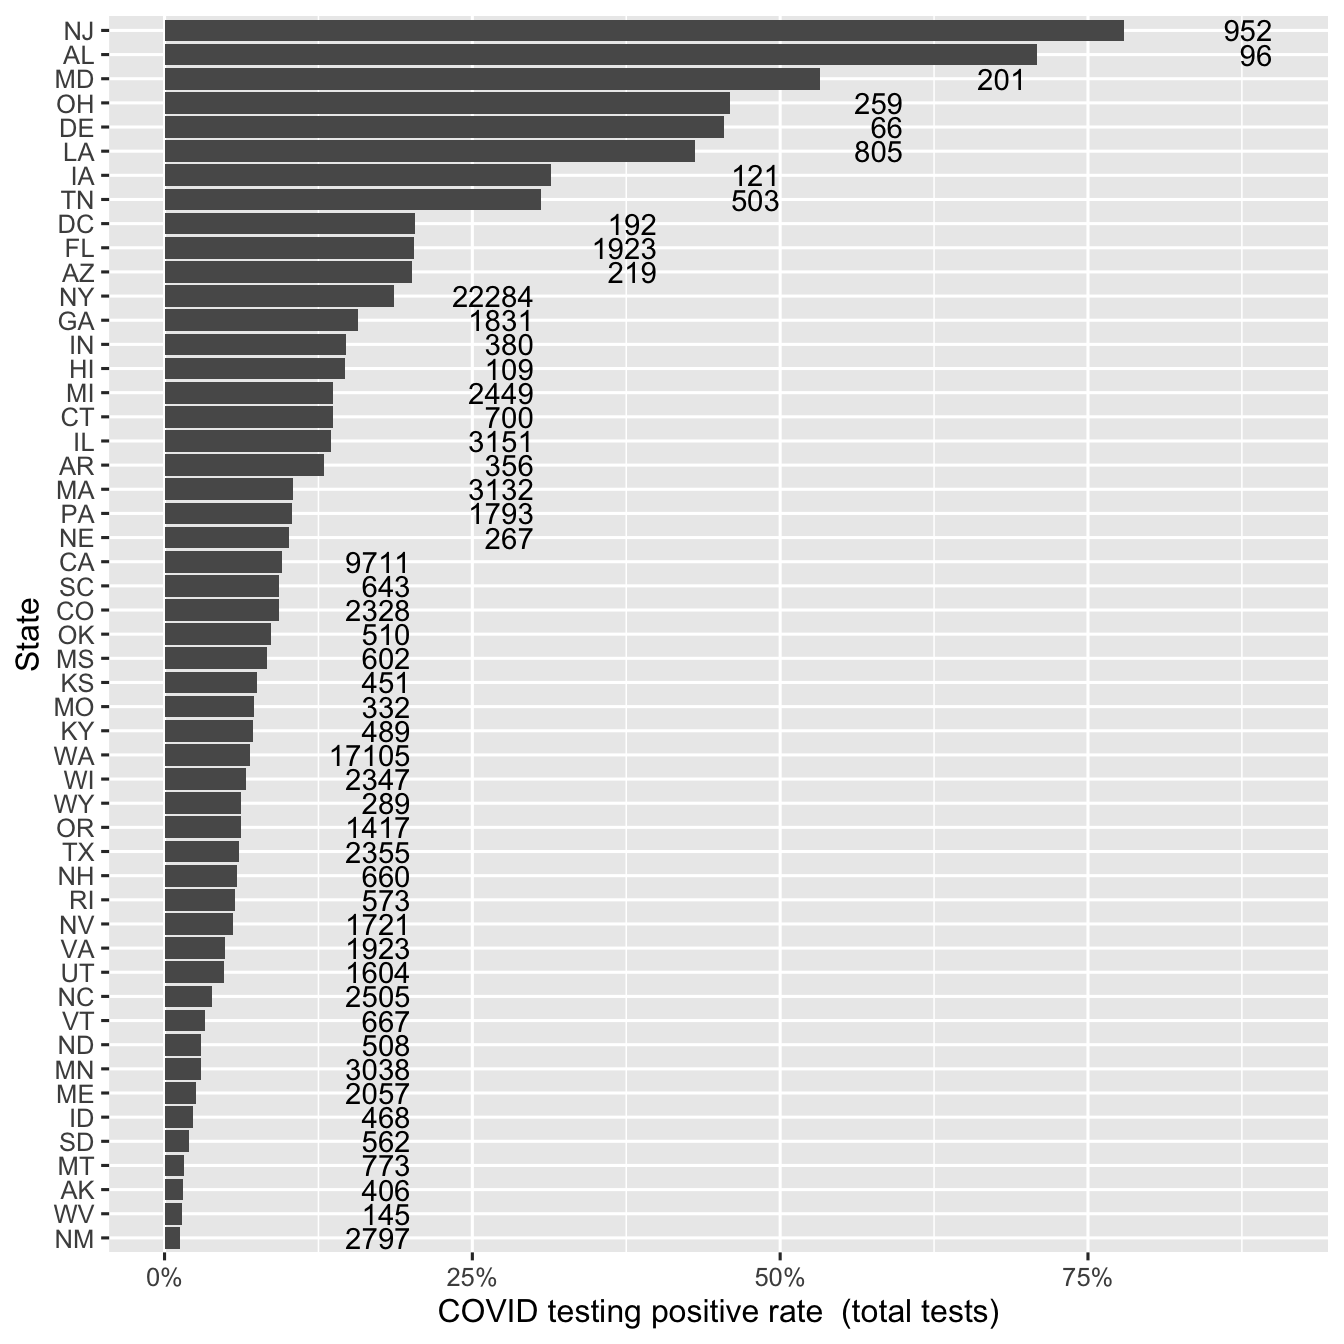 NJ 952
AL 96
MD 201
OH 259
DE 66
LA 805
IA 121
TN 503
DC 192
FL 1923
AZ 219
NY 22284
GA 1831
IN 380
HI 109
MI 2449
CT 700
IL 3151
AR 356
MA 3132
PA 1793
NE 267
CA 9711
SC 643
CO 2328
OK 510
MS 602
KS 451
MO 332
KY 489
WA 17105
WI 2347
WY 289
OR 1417
TX 2355
NH 660
RI 573
NV 1721
VA 1923
UT 1604
NC 2505
VT 667
ND 508
MN 3038
ME 2057
ID 468
SD 562
MT 773
AK 406
WV 145
NM 2797
State
0% 25% 50% 75%
COVID testing positive rate  (total tests)